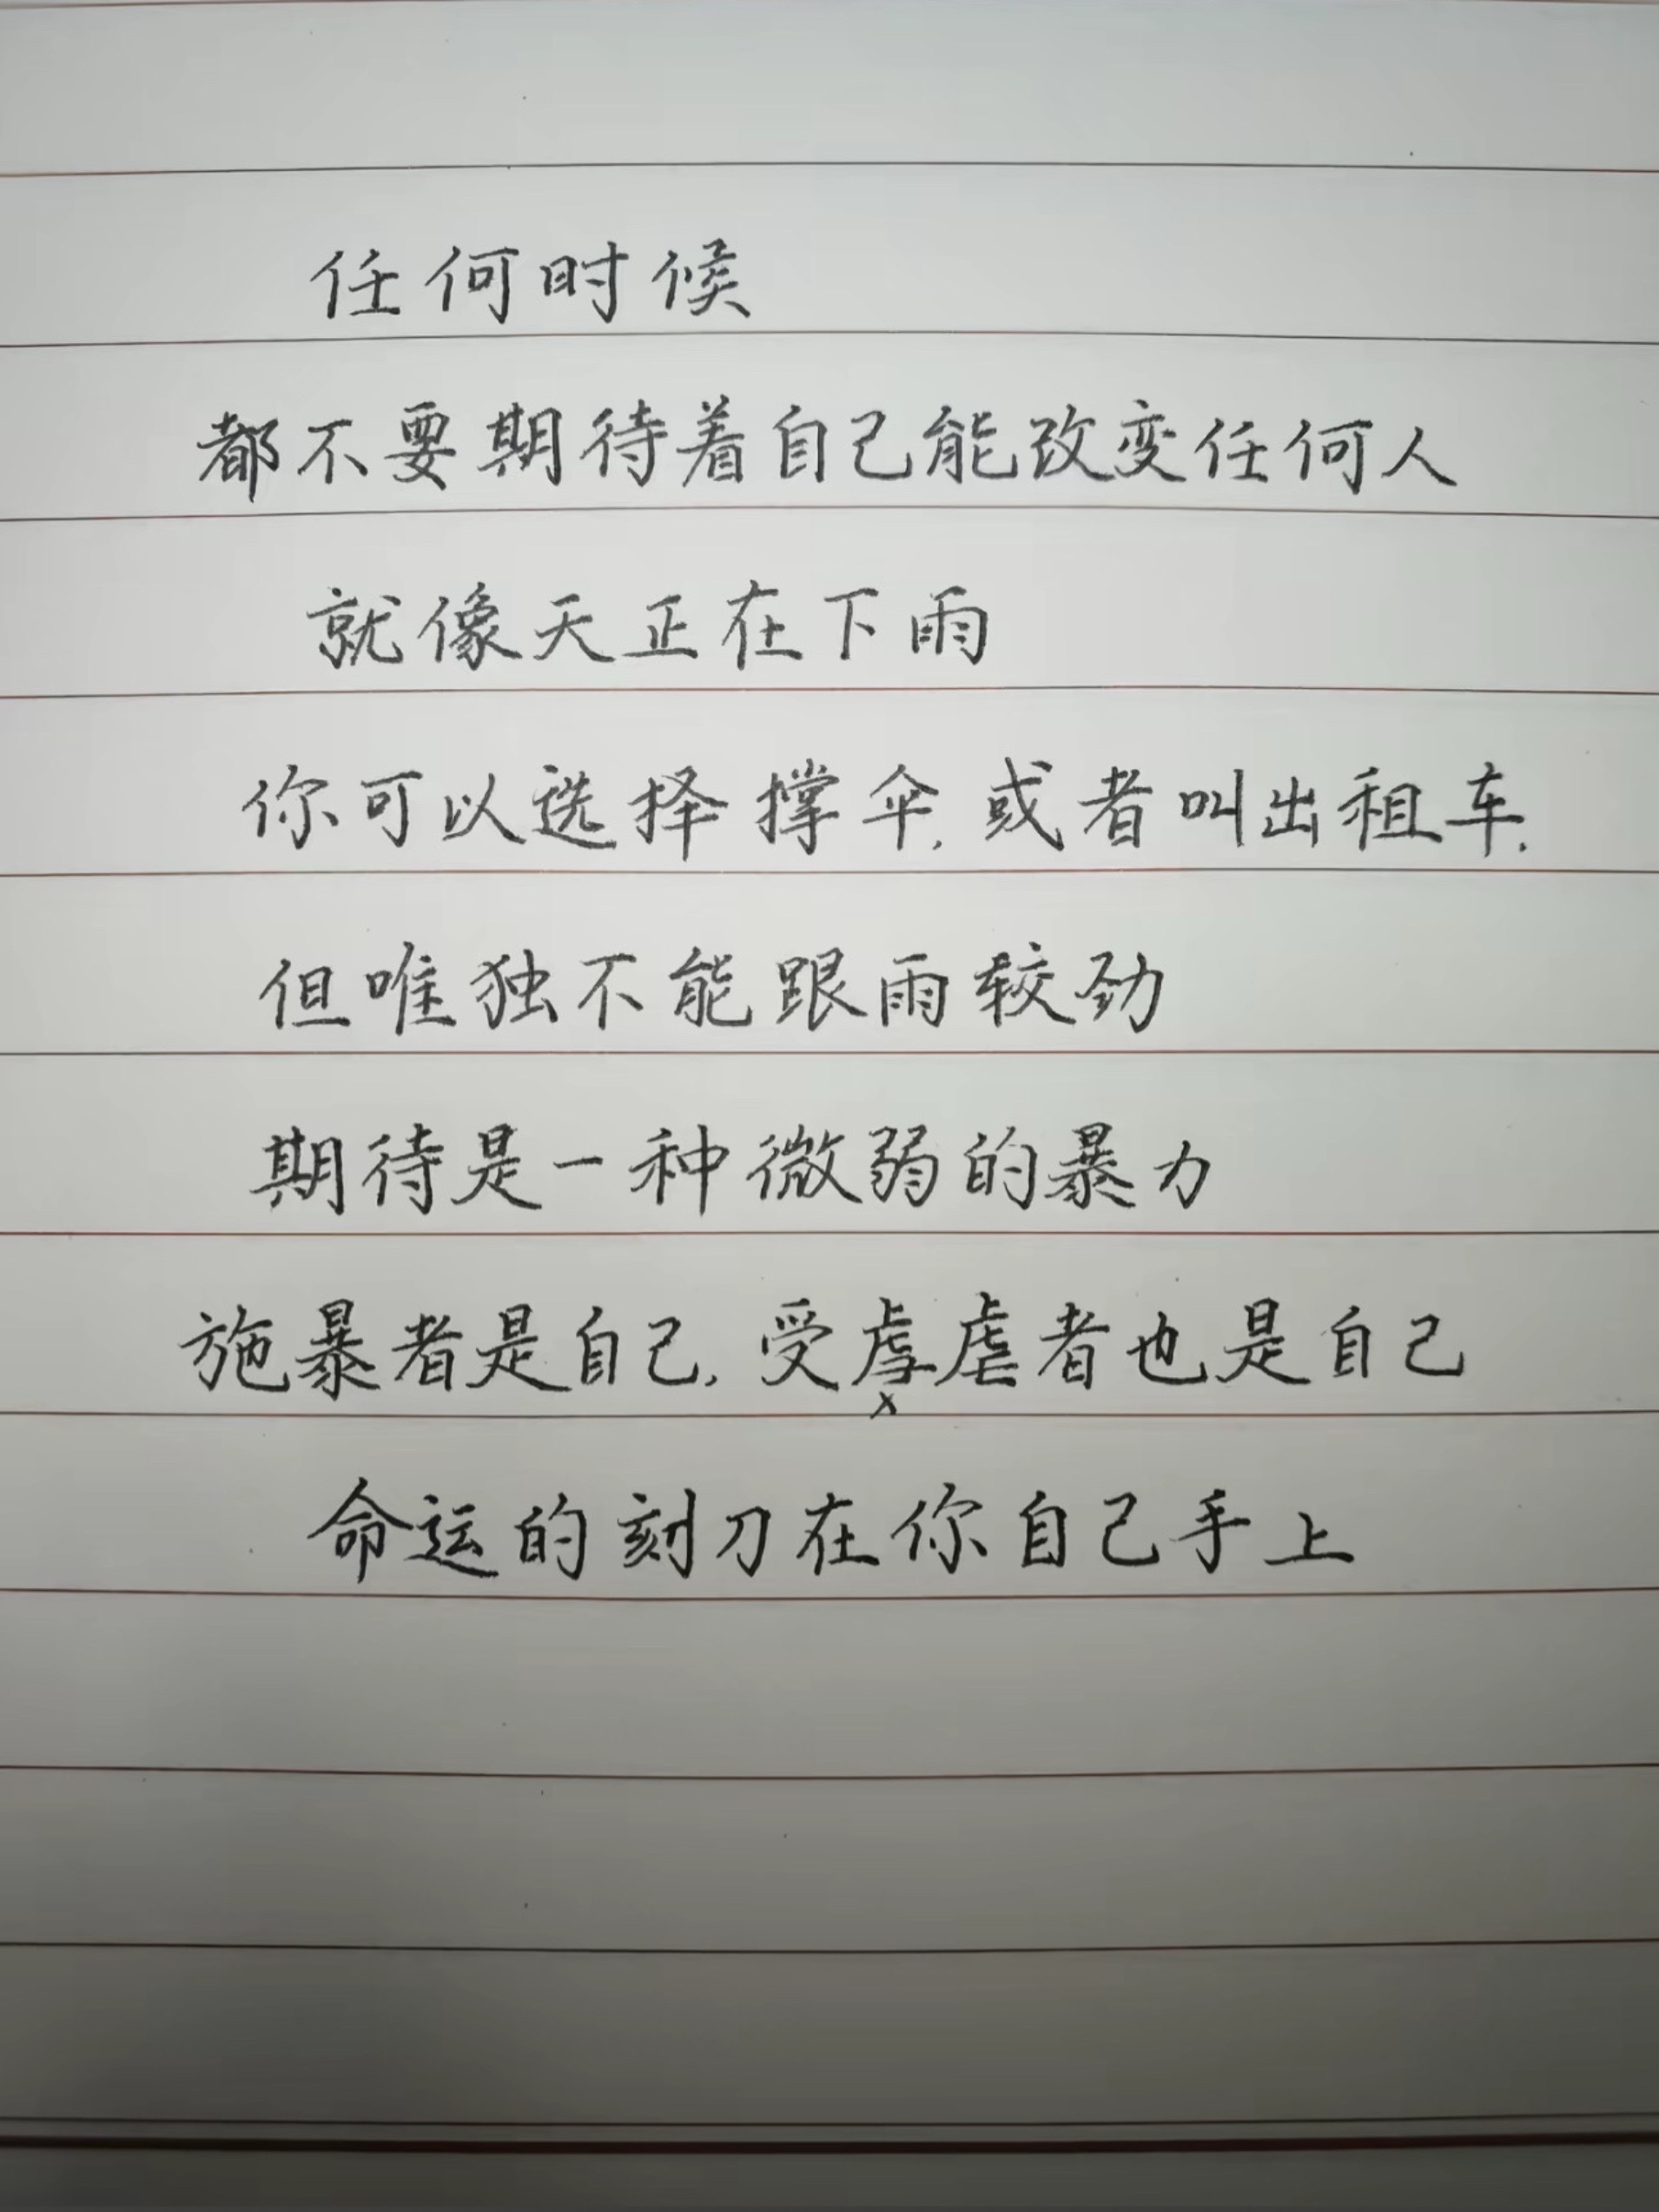 任何时候
都不要期待着自己能改变任何人
就像天正在下雨
你可以选择撑伞,或者叫出租车.
但唯独不能跟雨较劲
期待是一种微弱的暴力
施暴者是自己,受虐者也是自己
命运的刻刀在你自己手上